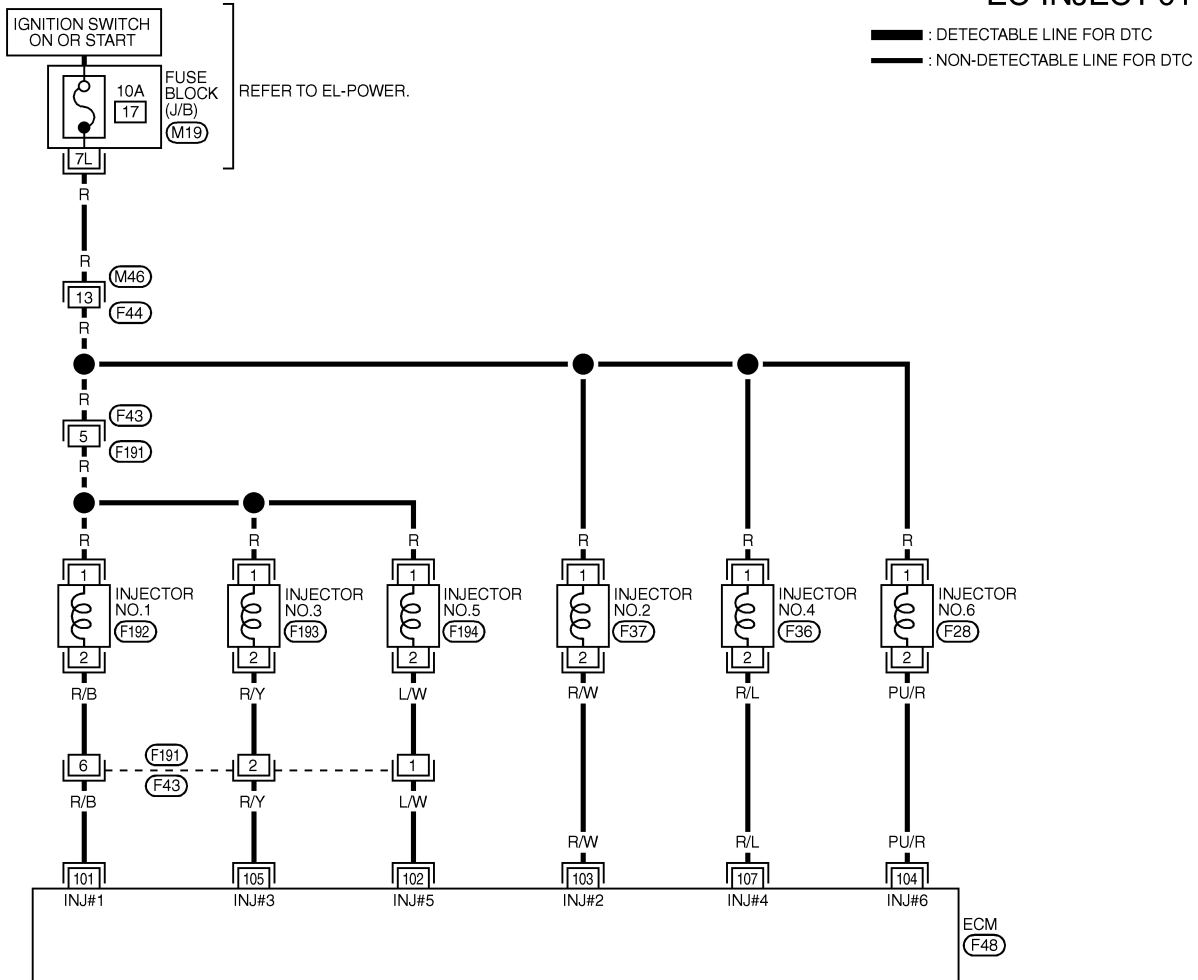 : DETECTABLE LINE FOR DTC
: NON-DETECTABLE LINE FOR DTC
IGNITION SWITCH
ON OR START
10A
17
FUSE
BLOCK
(J/B)
M19
REFER TO EL-POWER.
7L
R
R
M46
13
F44
R
R
F43
5
F191
R
R
R
R
R
R
R
1
1
1
1
1
1
INJECTOR
NO.1
F192
INJECTOR
NO.3
F193
INJECTOR
NO.5
F194
INJECTOR
NO.2
F37
INJECTOR
NO.4
F36
INJECTOR
NO.6
F28
2
2
2
2
2
2
R/B
R/Y
L/W
R/W
R/L
PU/R
6
F191
F43
2
1
R/B
R/Y
L/W
R/W
R/L
PU/R
101
105
102
103
107
104
INJ#1
INJ#3
INJ#5
INJ#2
INJ#4
INJ#6
ECM
F48